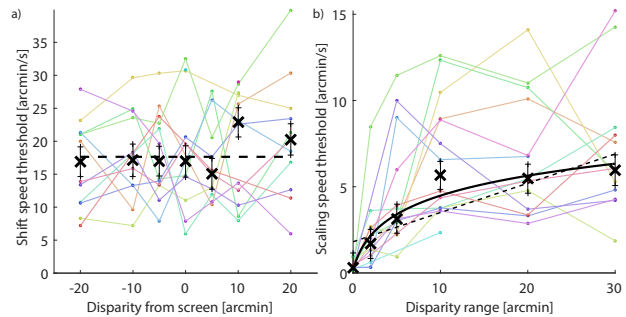 a)
Shift speed threshold [arcmin/s]
40
35
30
25
20
15
10
5
0
-20 -10 -5 0 5 10 20
Disparity from screen [arcmin]
b)
Scaling speed threshold [arcmin/s]
15
10
5
0
0 10 20 30
Disparity range [arcmin]